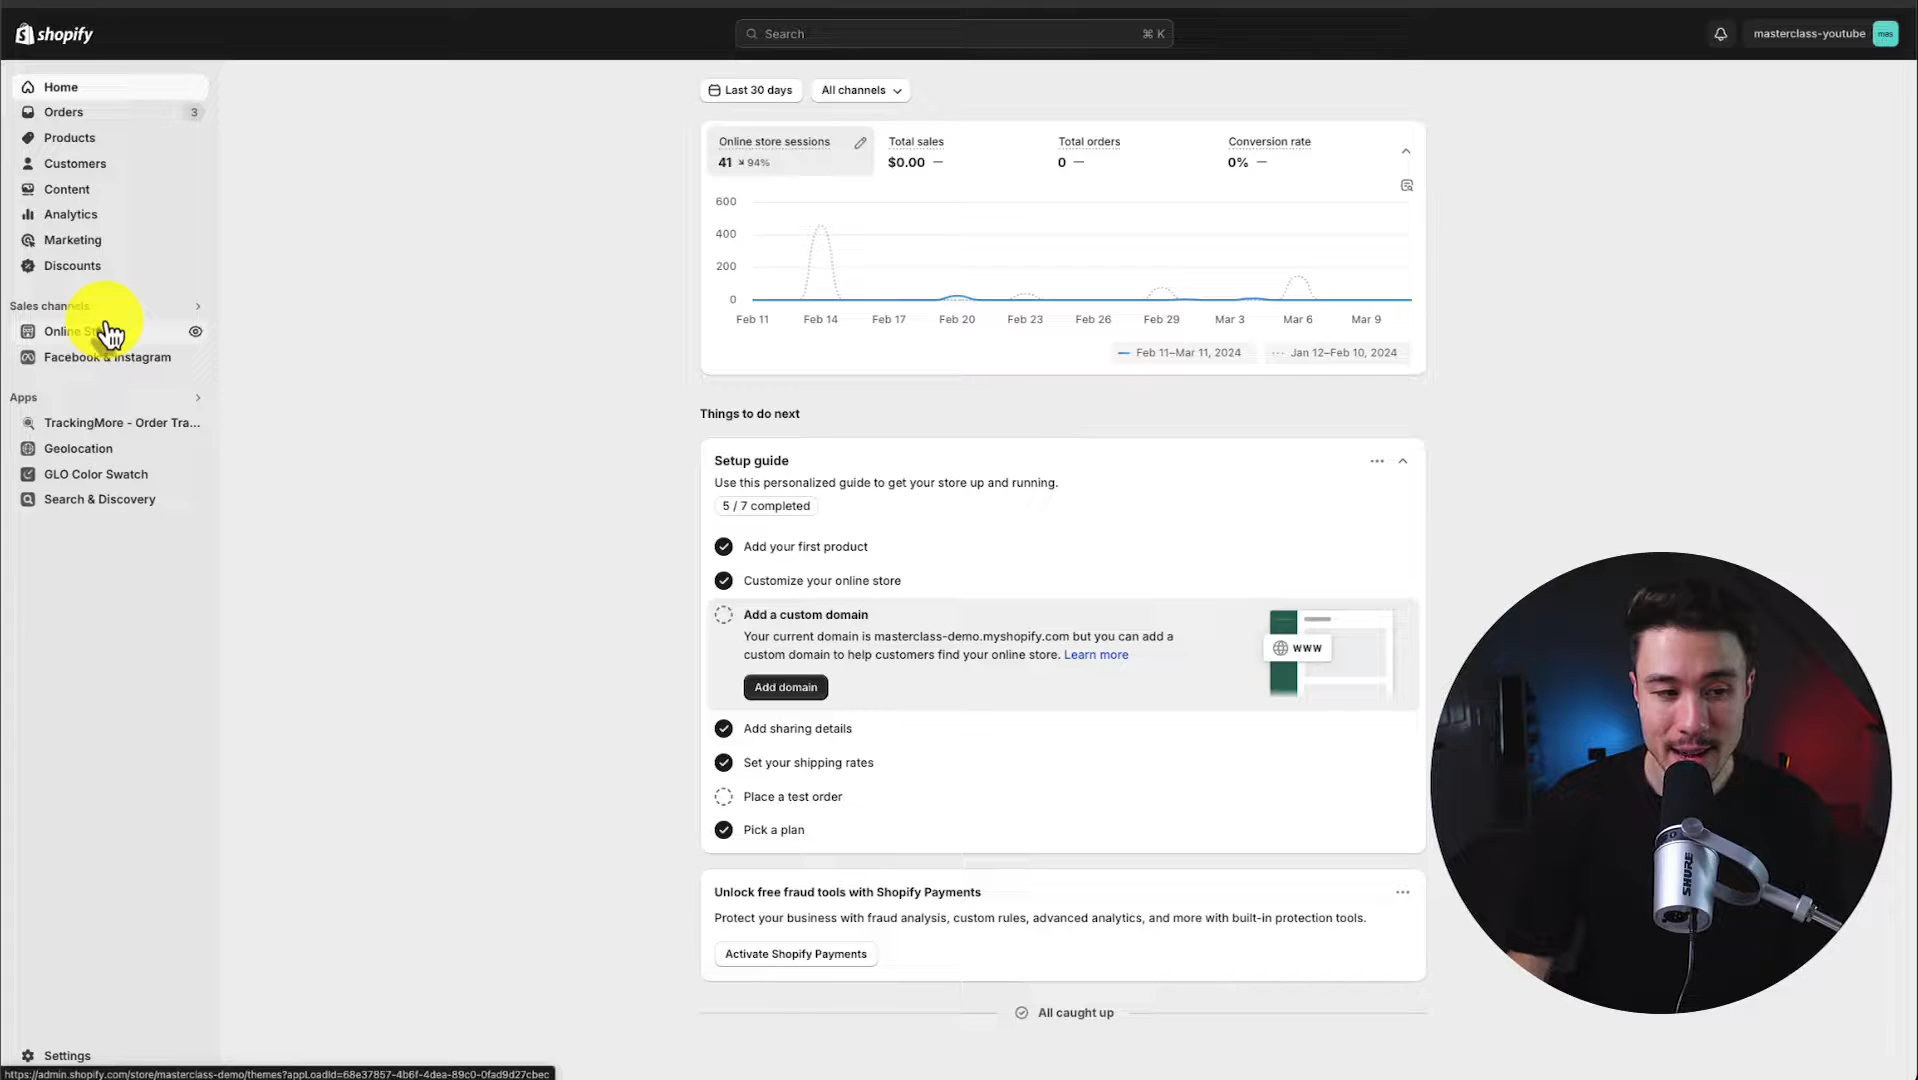 shopify
Search
⌘ K
masterclass-youtube
mas
Home
Orders
3
Products
Customers
Content
Analytics
Marketing
Discounts
Sales channels
Online
Facebook & Instagram
Apps
TrackingMore - Order Tra...
Geolocation
GLO Color Swatch
Search & Discovery
Settings
https://admin.shopify.com/store/masterclass-demo/themes?appLoadId=68e37857-4b6f-4dea-89c0-0fad9d27cbec
Last 30 days
All channels
Online store sessions
41 ↘ 94%
Total sales
$0.00 —
Total orders
0 —
Conversion rate
0% —
600
400
200
0
Feb 11 Feb 14 Feb 17 Feb 20 Feb 23 Feb 26 Feb 29 Mar 3 Mar 6 Mar 9
Feb 11–Mar 11, 2024
Jan 12–Feb 10, 2024
Things to do next
Setup guide
Use this personalized guide to get your store up and running.
5 / 7 completed
Add your first product
Customize your online store
Add a custom domain
Your current domain is masterclass-demo.myshopify.com but you can add a
custom domain to help customers find your online store. Learn more
Add domain
WWW
Add sharing details
Set your shipping rates
Place a test order
Pick a plan
Unlock free fraud tools with Shopify Payments
Protect your business with fraud analysis, custom rules, advanced analytics, and more with built-in protection tools.
Activate Shopify Payments
All caught up
SHURE